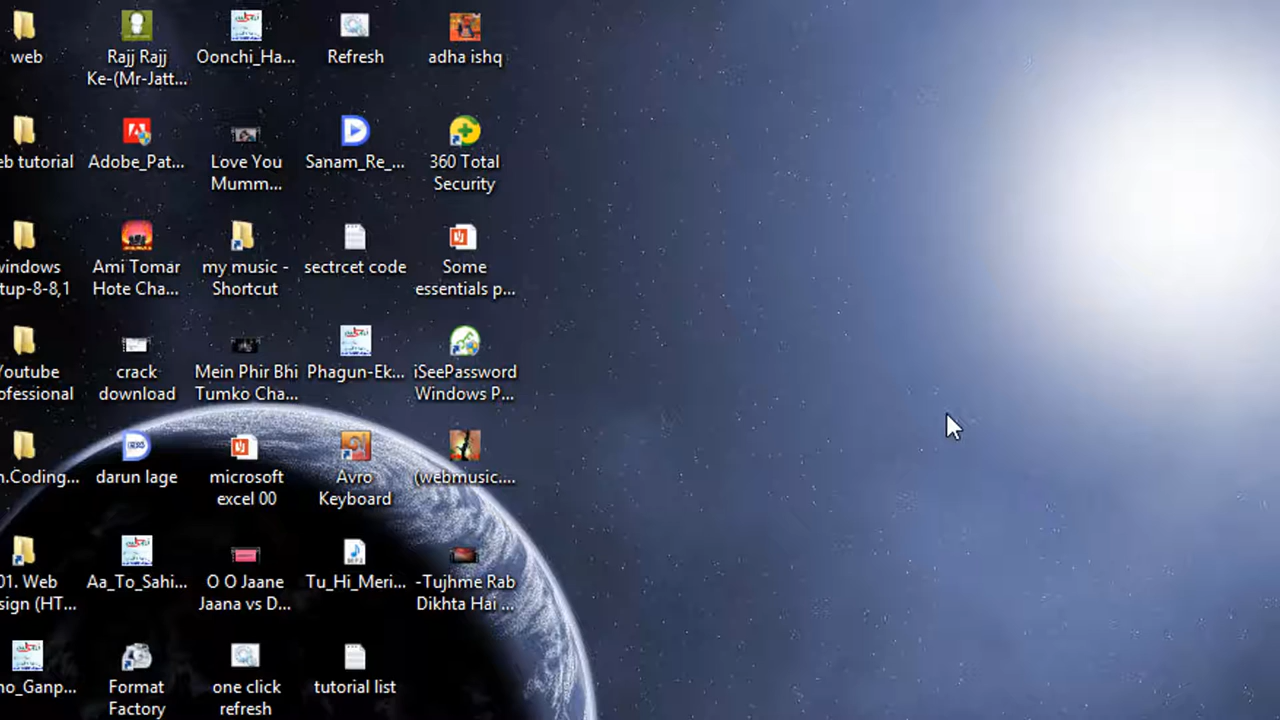 web
Rajj Rajj
Ke-(Mr-Jatt...
Oonchi_Ha...
Refresh
adha ishq
eb tutorial
Adobe_Pat...
Love You
Mumm...
Sanam_Re_...
360 Total
Security
windows
tup-8-8,1
Ami Tomar
Hote Cha...
my music -
Shortcut
sectrcet code
Some
essentials p...
Youtube
ofessional
crack
download
Mein Phir Bhi
Tumko Cha...
Phagun-Ek...
iSeePassword
Windows P...
n.Coding...
darun lage
microsoft
excel 00
Avro
Keyboard
(webmusic....
01. Web
sign (HT...
Aa_To_Sahi...
O O Jaane
Jaana vs D...
Tu_Hi_Meri...
-Tujhme Rab
Dikhta Hai ...
no_Ganp...
Format
Factory
one click
refresh
tutorial list